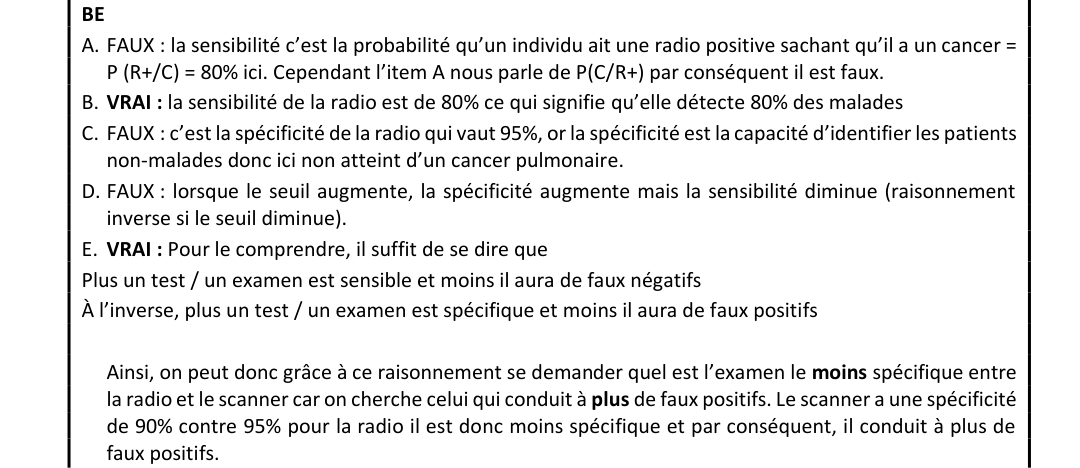 BE
A. FAUX : la sensibilité c’est la probabilité qu’un individu ait une radio positive sachant qu’il a un cancer =
P (R+/C) = 80% ici. Cependant l’item A nous parle de P(C/R+) par conséquent il est faux.
B. VRAI : la sensibilité de la radio est de 80% ce qui signifie qu’elle détecte 80% des malades
C. FAUX : c’est la spécificité de la radio qui vaut 95%, or la spécificité est la capacité d’identifier les patients
non-malades donc ici non atteint d’un cancer pulmonaire.
D. FAUX : lorsque le seuil augmente, la spécificité augmente mais la sensibilité diminue (raisonnement
inverse si le seuil diminue).
E. VRAI : Pour le comprendre, il suffit de se dire que
Plus un test / un examen est sensible et moins il aura de faux négatifs
À l’inverse, plus un test / un examen est spécifique et moins il aura de faux positifs
Ainsi, on peut donc grâce à ce raisonnement se demander quel est l’examen le moins spécifique entre
la radio et le scanner car on cherche celui qui conduit à plus de faux positifs. Le scanner a une spécificité
de 90% contre 95% pour la radio il est donc moins spécifique et par conséquent, il conduit à plus de
faux positifs.